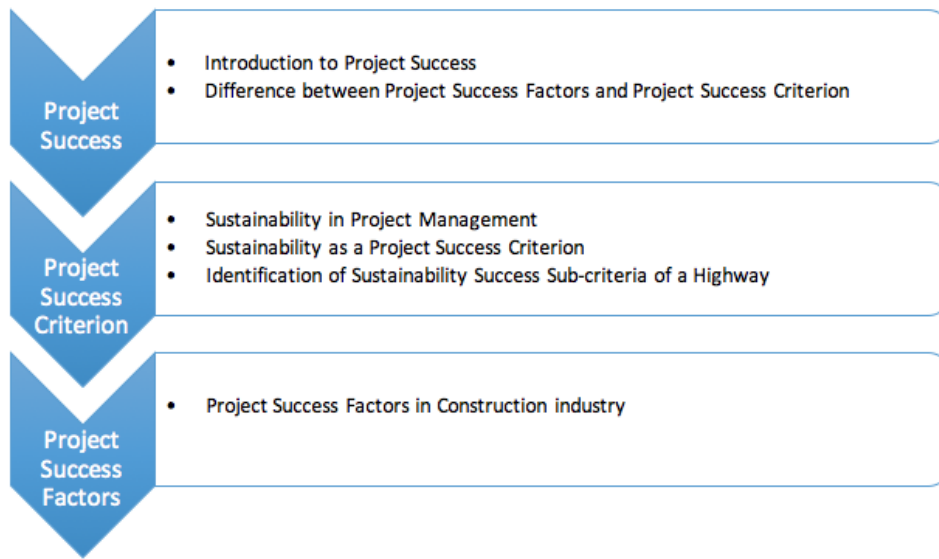 Project
Success
• Introduction to Project Success
• Difference between Project Success Factors and Project Success Criterion
Project
Success
Criterion
• Sustainability in Project Management
• Sustainability as a Project Success Criterion
• Identification of Sustainability Success Sub-criteria of a Highway
Project
Success
Factors
• Project Success Factors in Construction industry